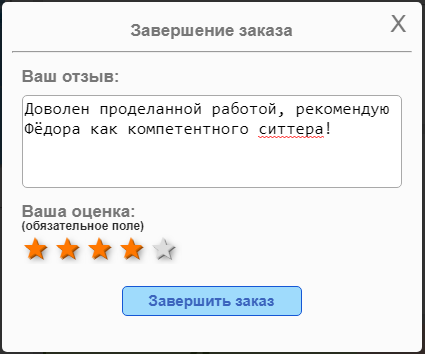 Завершение заказа
X
Ваш отзыв:
Доволен проделанной работой, рекомендую
Фёдора как компетентного ситтера!
Ваша оценка:
(обязательное поле)
Завершить заказ